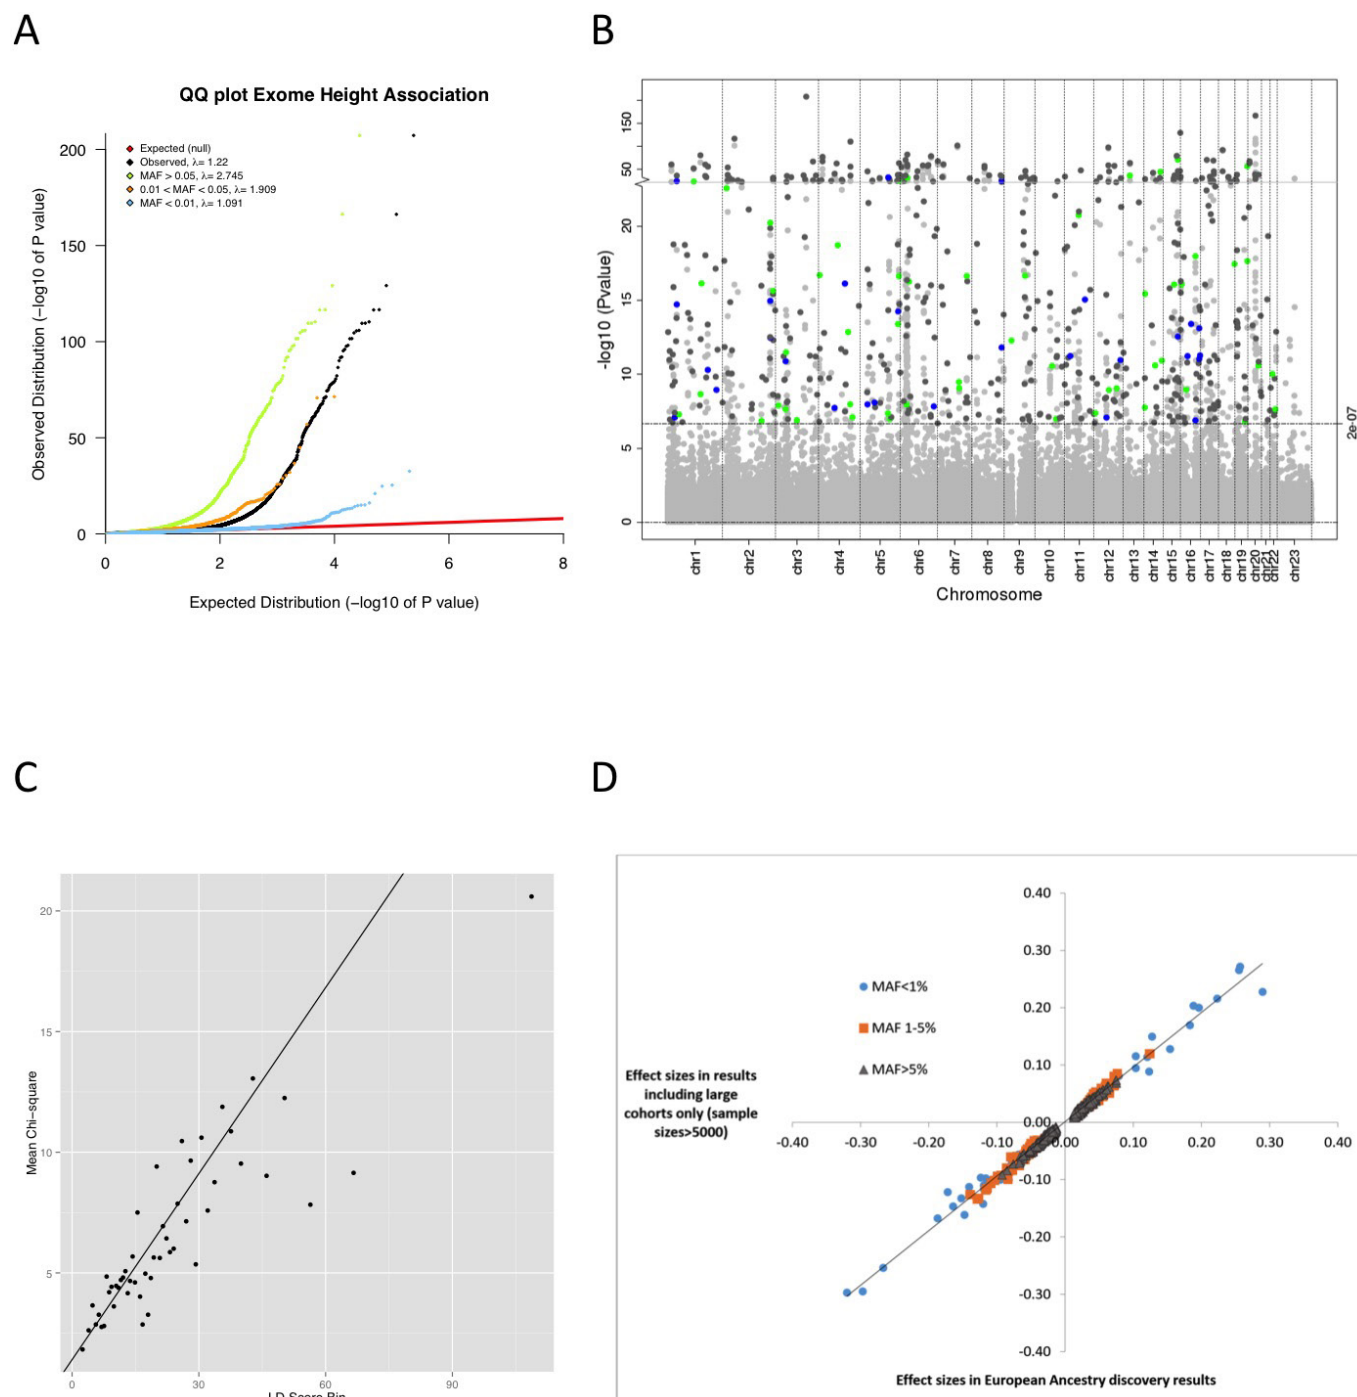 A
QQ plot Exome Height Association
Observed Distribution (−log10 of P value)
200
150
100
50
0
Expected (null)
Observed, λ= 1.22
MAF > 0.05, λ= 2.745
0.01 < MAF < 0.05, λ= 1.909
MAF < 0.01, λ= 1.091
0 2 4 6 8
Expected Distribution (−log10 of P value)
B
-log10 (Pvalue)
150
50
20
15
10
5
0
2e-07
chr1 chr2 chr3 chr4 chr5 chr6 chr7 chr8 chr9 chr10 chr11 chr12 chr13 chr14 chr15 chr16 chr17 chr18 chr19 chr20 chr21 chr22 chr23
Chromosome
C
Mean Chi−square
20
15
10
5
0 30 60 90
LD Score Bin
D
0.40
0.30
0.20
0.10
0.00
-0.10
-0.20
-0.30
-0.40
MAF<1%
MAF 1-5%
MAF>5%
Effect sizes in results
including large
cohorts only (sample
sizes>5000)
-0.40 -0.30 -0.20 -0.10 0.00 0.10 0.20 0.30 0.40
Effect sizes in European Ancestry discovery results